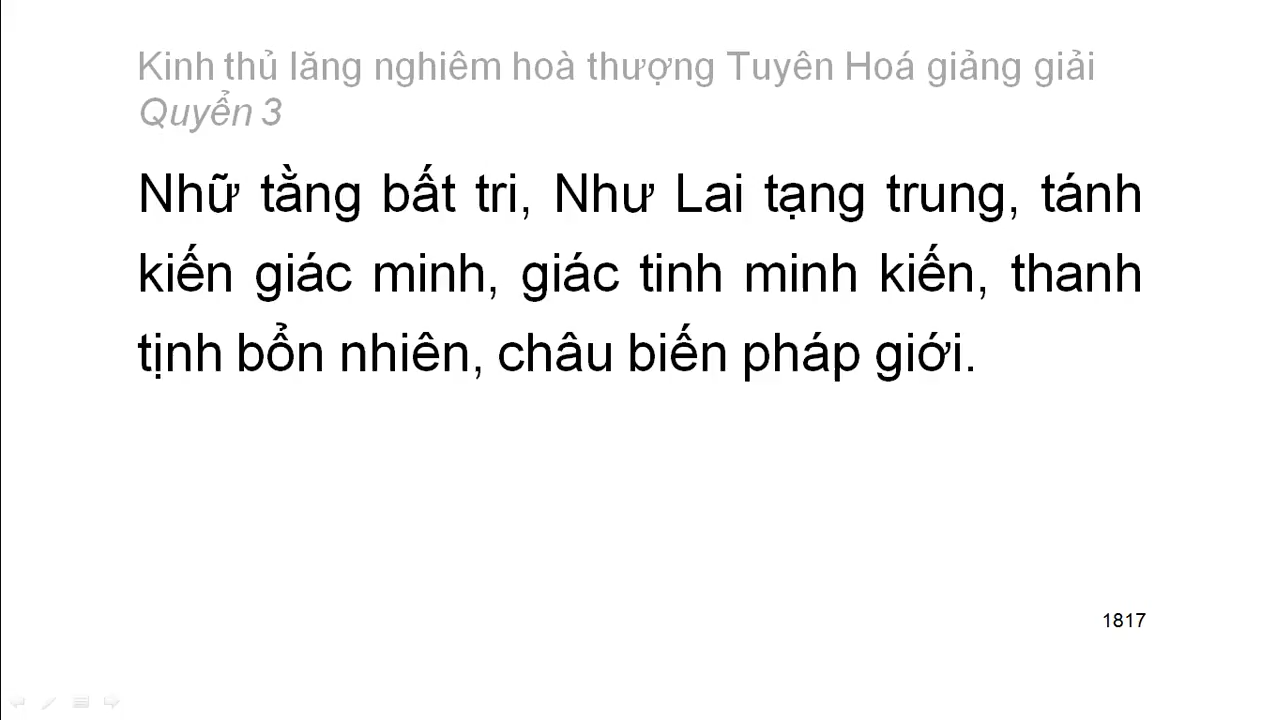 Kinh thủ lăng nghiêm hoà thượng Tuyên Hoá giảng giải
Quyển 3
Nhữ tằng bất tri, Như Lai tạng trung, tánh
kiến giác minh, giác tinh minh kiến, thanh
tịnh bổn nhiên, châu biến pháp giới.
1817